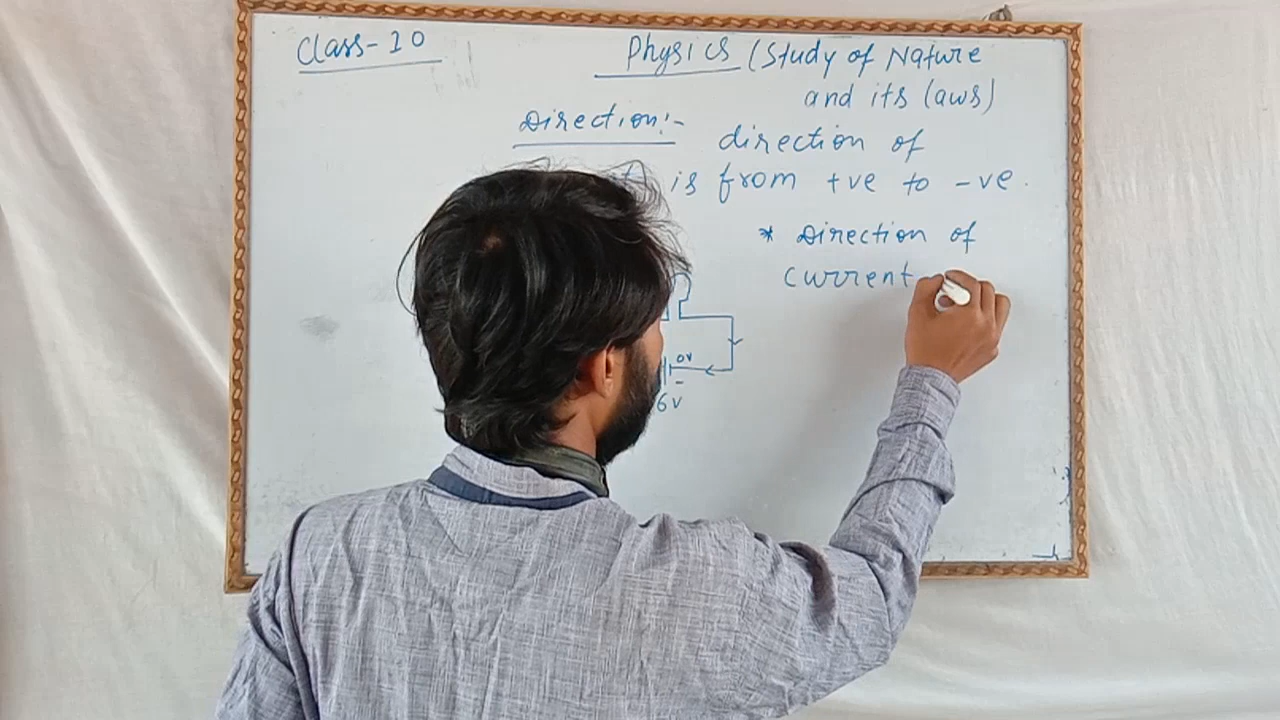 Class-10
Physics (Study of Nature
and its laws)
Direction:-
direction of
is from +ve to -ve.
* Direction of
current
0V
-
6V